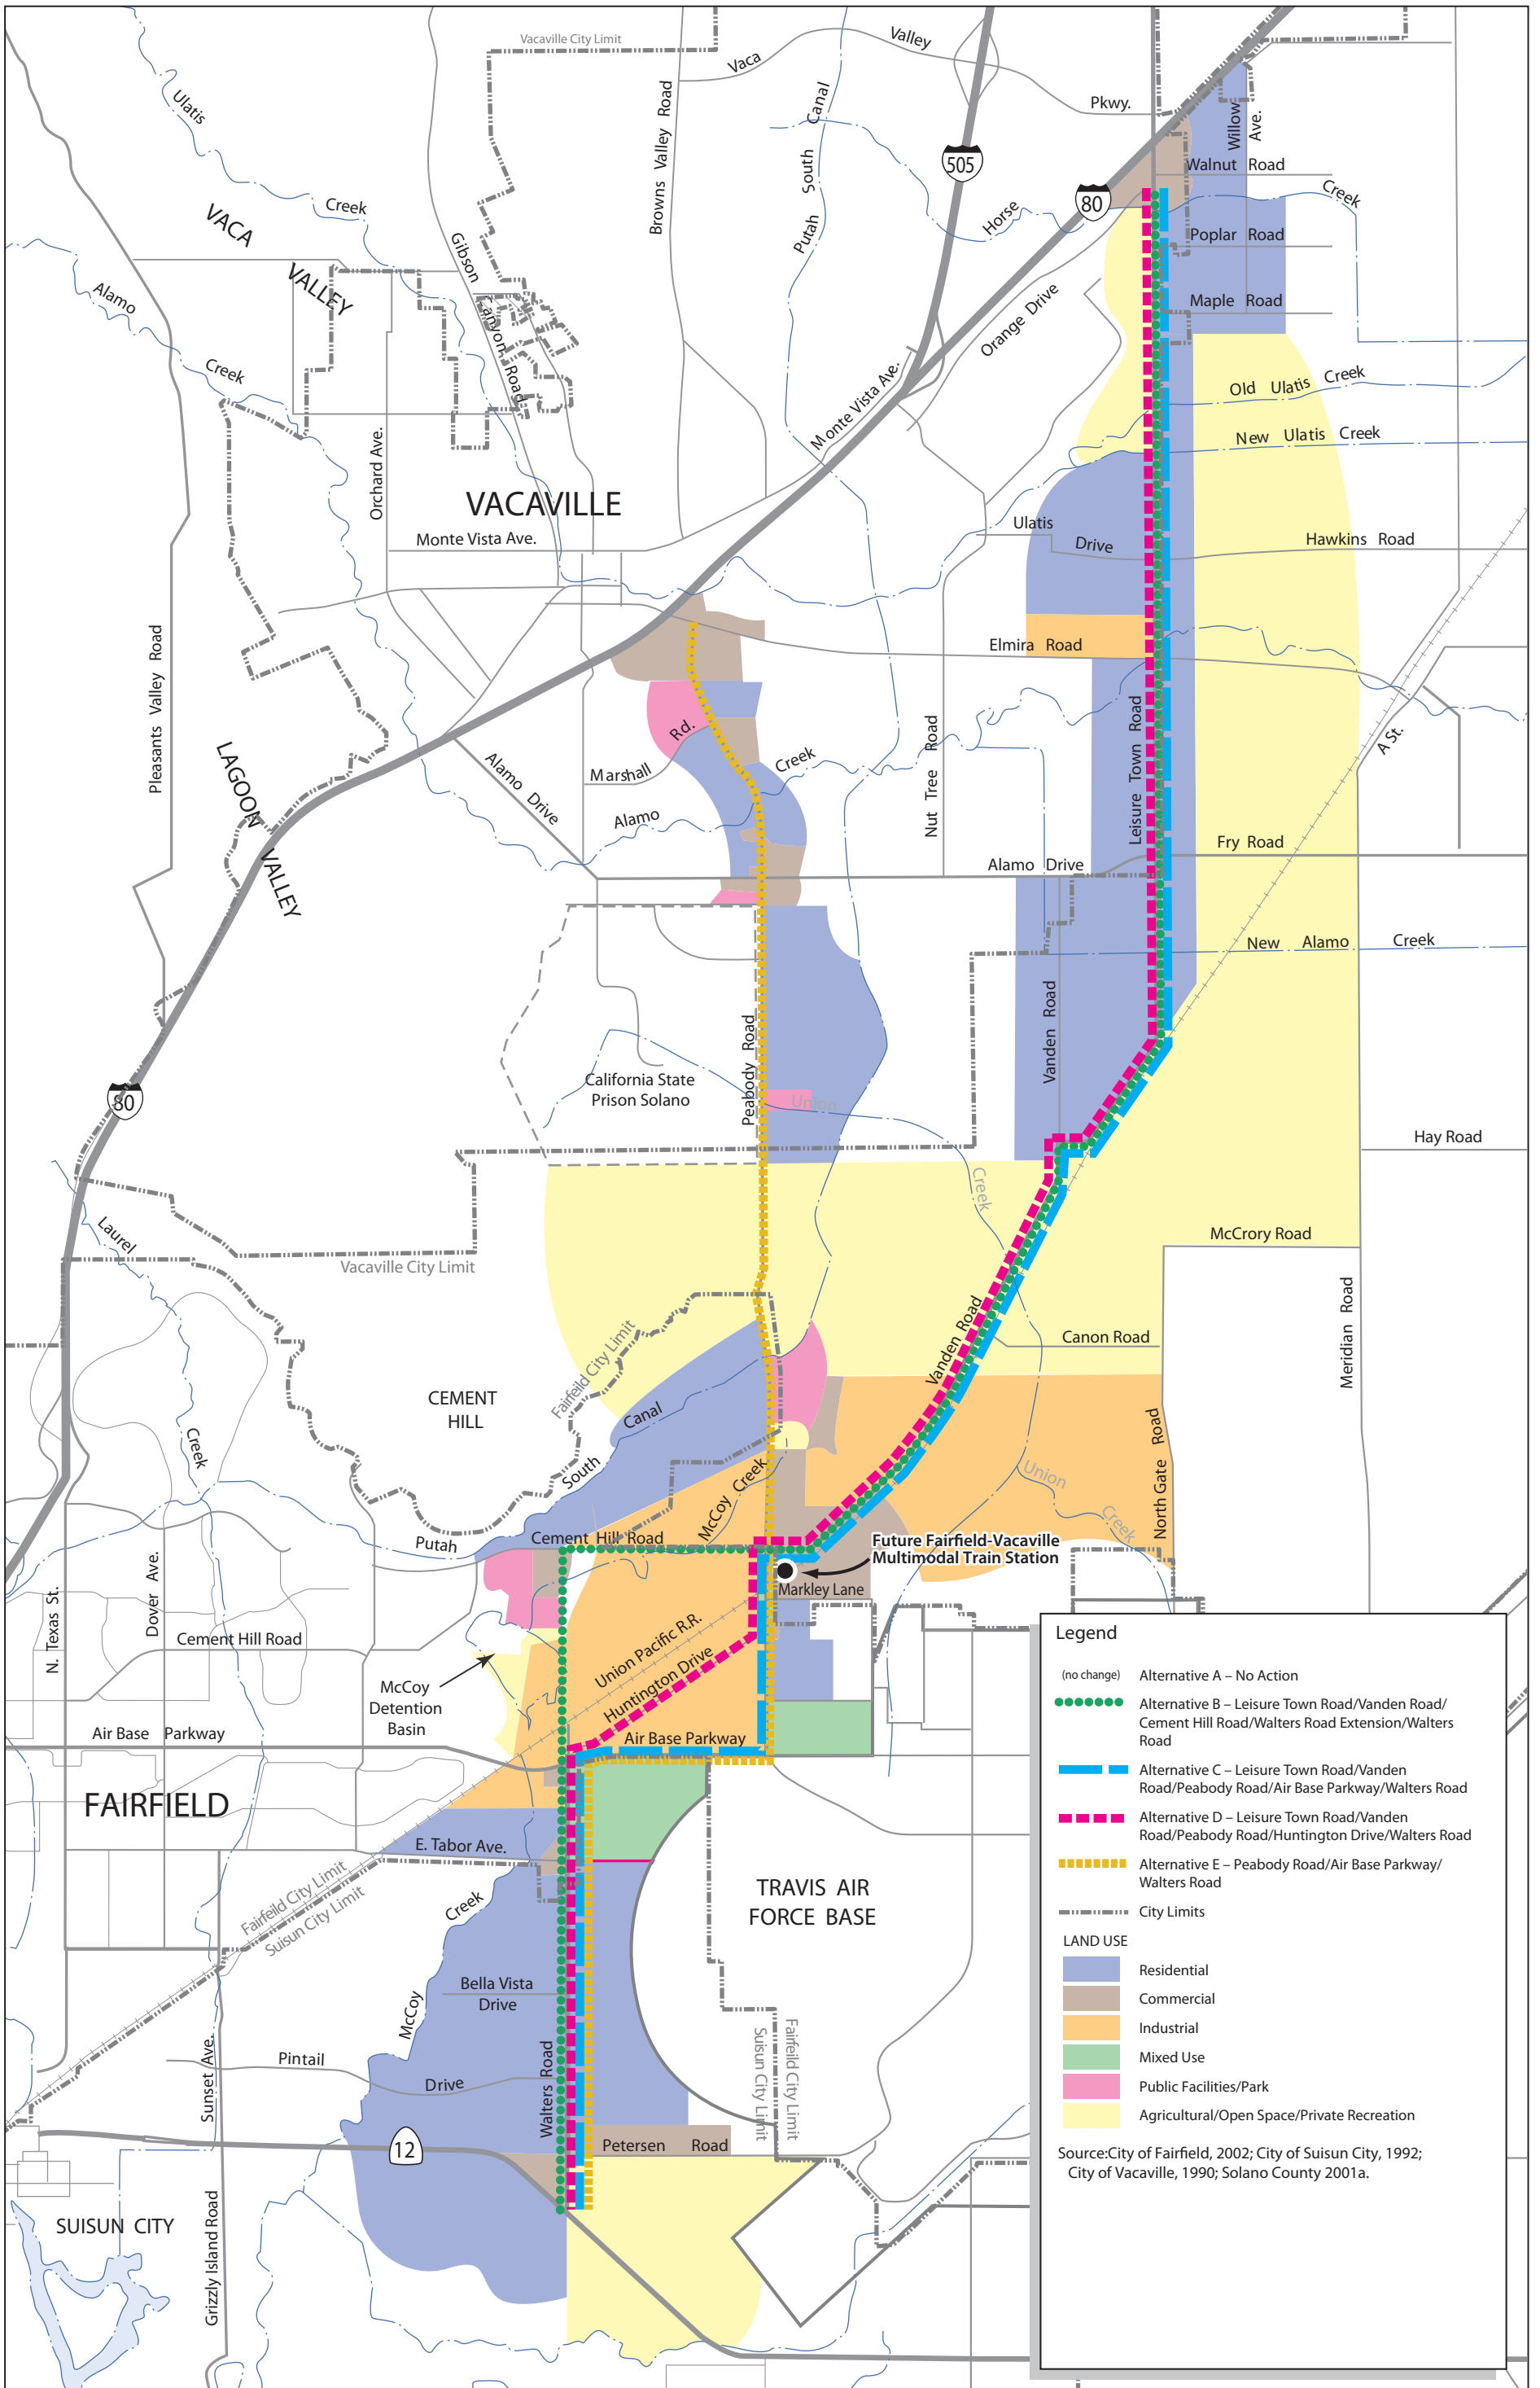 Vacaville City Limit
Vaca
Valley
Pkwy.
Ulatis
Creek
VACA
VALLEY
Gibson
Canyon
Road
Browns Valley Road
Putah South Canal
505
80
Horse
Creek
Willow
Ave.
Walnut Road
Poplar Road
Maple Road
Alamo
Creek
Orange Drive
Monte Vista Ave.
Old Ulatis Creek
New Ulatis Creek
Orchard Ave.
VACAVILLE
Monte Vista Ave.
Ulatis
Drive
Hawkins Road
Elmira Road
Pleasants Valley Road
LAGOON
VALLEY
Rd.
Marshall
Alamo
Creek
Alamo Drive
Nut Tree Road
Leisure Town Road
A St.
Alamo Drive
Fry Road
New Alamo Creek
Vanden Road
Peabody Road
California State
Prison Solano
Union
Creek
80
Hay Road
McCrory Road
Laurel
Creek
Vacaville City Limit
Fairfeild City Limit
Vanden Road
Canon Road
Meridian Road
CEMENT
HILL
Canal
South
Putah
McCoy Creek
North Gate Road
Union
Creek
Cement Hill Road
Future Fairfield-Vacaville
Multimodal Train Station
Markley Lane
N. Texas St.
Dover Ave.
Cement Hill Road
Union Pacific R.R.
Huntington Drive
McCoy
Detention
Basin
Air Base Parkway
Air Base Parkway
FAIRFIELD
E. Tabor Ave.
Fairfeild City Limit
Suisun City Limit
Creek
McCoy
TRAVIS AIR
FORCE BASE
Bella Vista
Drive
Pintail
Drive
Sunset Ave.
Walters Road
Suisun City Limit
Fairfeild City Limit
12
Petersen Road
SUISUN CITY
Grizzly Island Road
Legend
(no change)
Alternative A – No Action
Alternative B – Leisure Town Road/Vanden Road/
Cement Hill Road/Walters Road Extension/Walters
Road
Alternative C – Leisure Town Road/Vanden
Road/Peabody Road/Air Base Parkway/Walters Road
Alternative D – Leisure Town Road/Vanden
Road/Peabody Road/Huntington Drive/Walters Road
Alternative E – Peabody Road/Air Base Parkway/
Walters Road
City Limits
LAND USE
Residential
Commercial
Industrial
Mixed Use
Public Facilities/Park
Agricultural/Open Space/Private Recreation
Source:City of Fairfield, 2002; City of Suisun City, 1992;
City of Vacaville, 1990; Solano County 2001a.